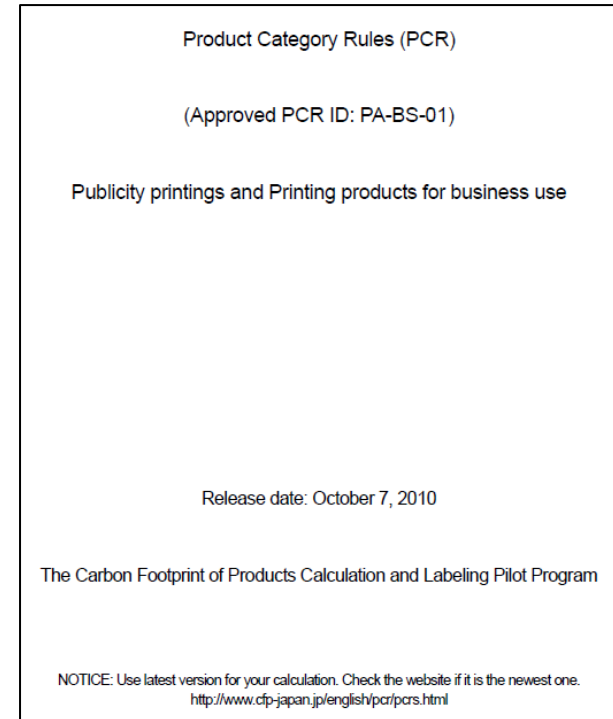 Product Category Rules (PCR)
(Approved PCR ID: PA-BS-01)
Publicity printings and Printing products for business use
Release date: October 7, 2010
The Carbon Footprint of Products Calculation and Labeling Pilot Program
NOTICE: Use latest version for your calculation. Check the website if it is the newest one.
http://www.cfp-japan.jp/english/pcr/pcrs.html